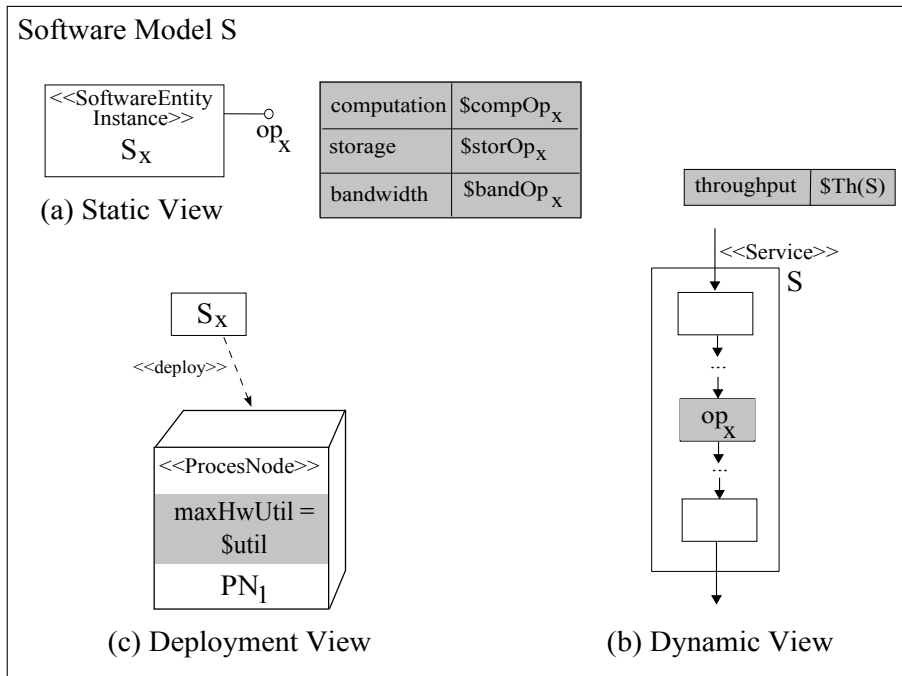 Software Model S
<<SoftwareEntity
Instance>>
Sx
opx
computation $compOpx
storage $storOpx
bandwidth $bandOpx
(a) Static View
throughput $Th(S)
<<Service>>
S
...
opx
...
Sx
<<deploy>>
<<ProcesNode>>
maxHwUtil =
$util
PN1
(c) Deployment View
(b) Dynamic View